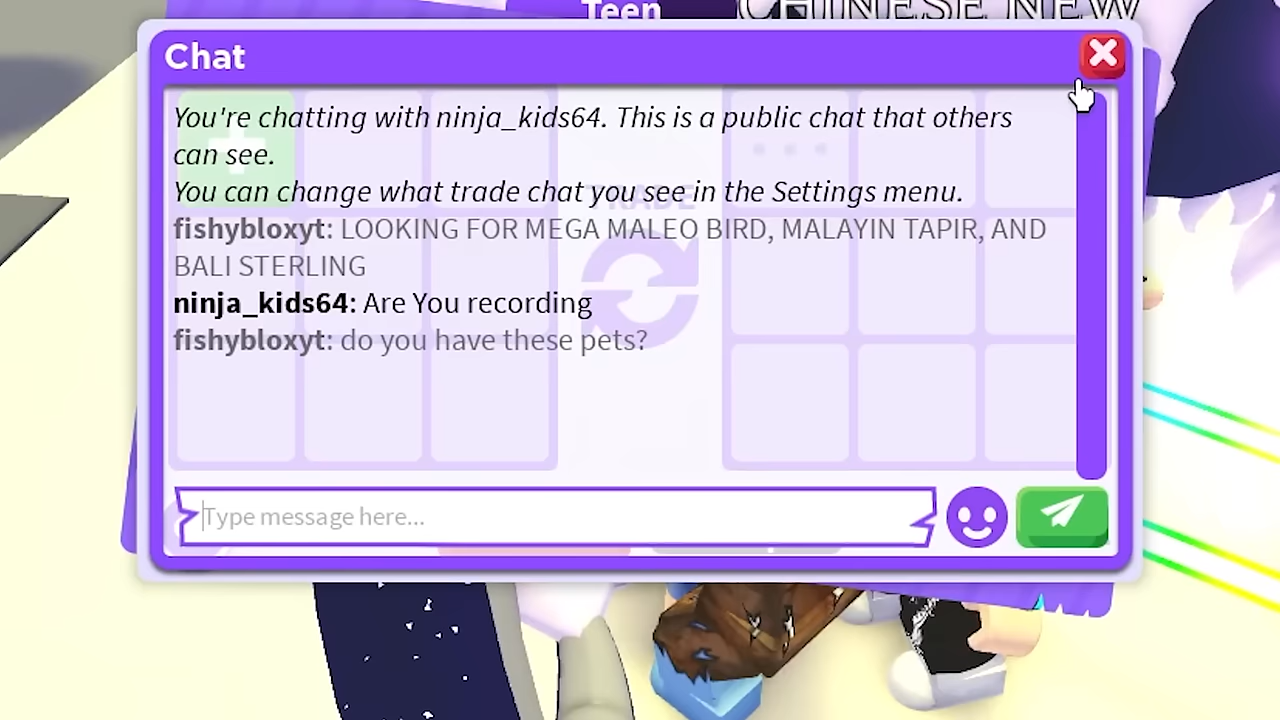 Teen
CHINESE NEW
Chat
You're chatting with ninja_kids64. This is a public chat that others
can see.
You can change what trade chat you see in the Settings menu.
fishybloxyt: LOOKING FOR MEGA MALEO BIRD, MALAYIN TAPIR, AND
BALI STERLING
ninja_kids64: Are You recording
fishybloxyt: do you have these pets?
Type message here...